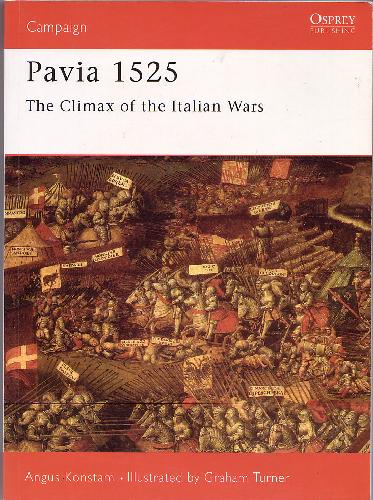 Campaign
OSPREY
PUBLISHING
Pavia 1525
The Climax of the Italian Wars
Angus Konstam · Illustrated by Graham Turner